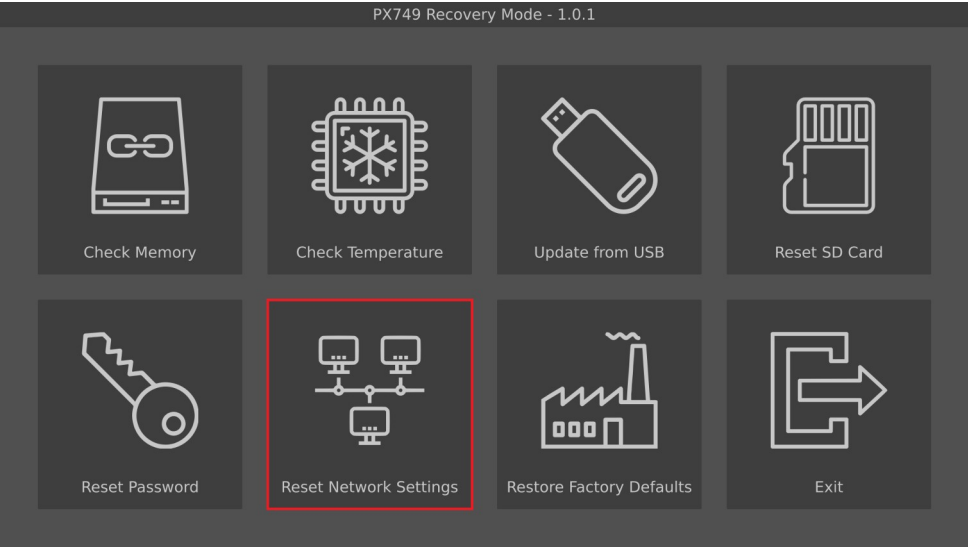 PX749 Recovery Mode - 1.0.1
Check Memory
Check Temperature
Update from USB
Reset SD Card
Reset Password
Reset Network Settings
Restore Factory Defaults
Exit